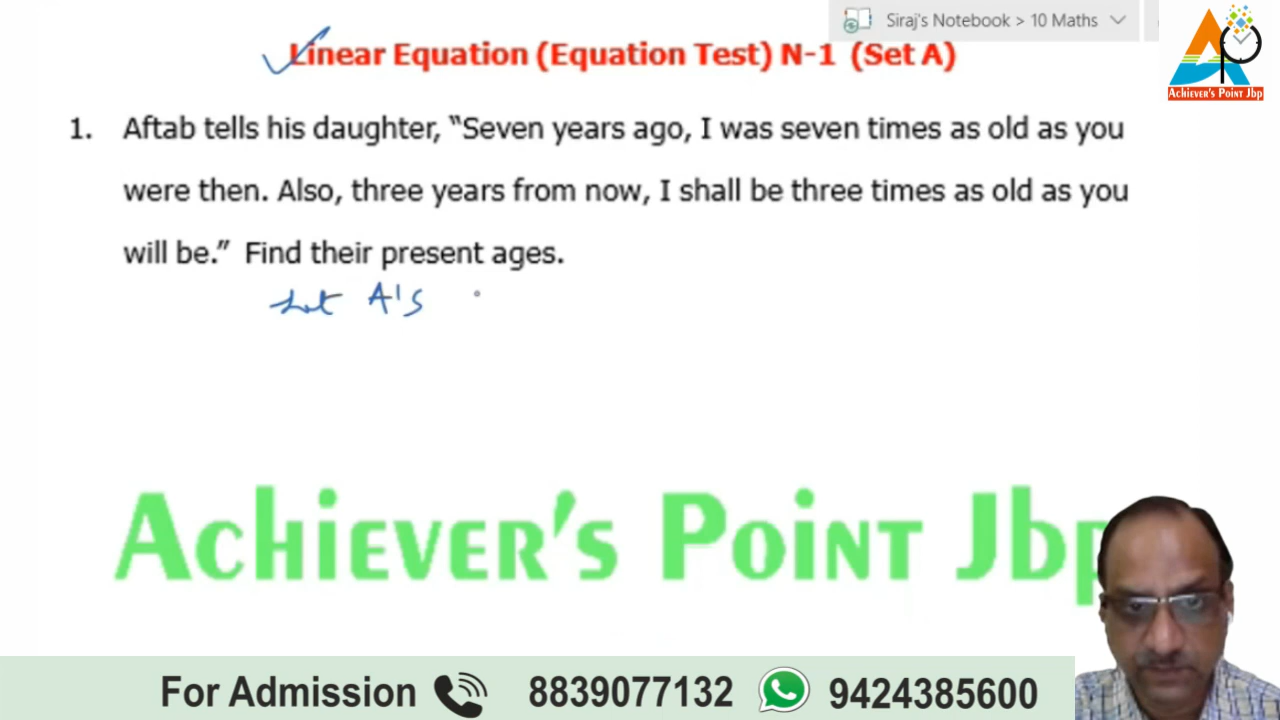 Siraj's Notebook > 10 Maths
Linear Equation (Equation Test) N-1 (Set A)
ACHIEVER'S POINT JBP
1. Aftab tells his daughter, “Seven years ago, I was seven times as old as you
were then. Also, three years from now, I shall be three times as old as you
will be.” Find their present ages.
Let A's
ACHIEVER'S POINT Jbp
For Admission 8839077132 9424385600